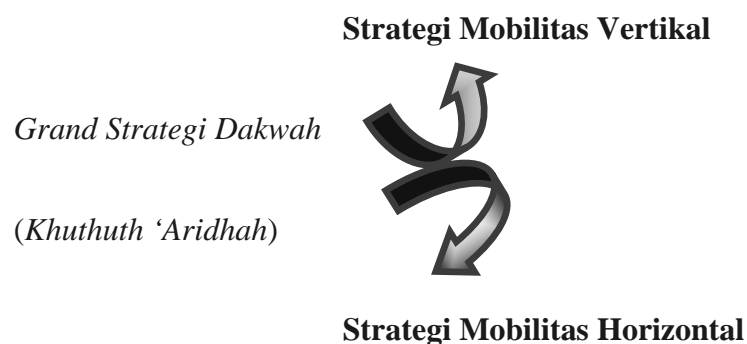 Strategi Mobilitas Vertikal
Grand Strategi Dakwah
(Khuthuth ‘Aridhah)
Strategi Mobilitas Horizontal